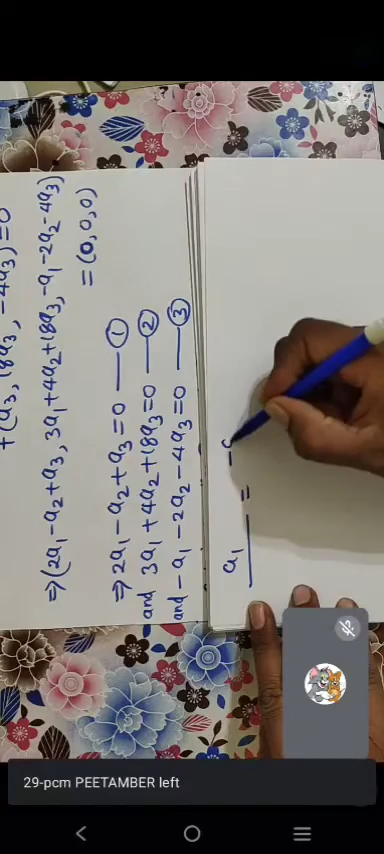 +(a₃, 18a₃, -4a₃) = 0
⇒(2a₁-a₂+a₃, 3a₁+4a₂+18a₃, -a₁-2a₂-4a₃)
= (0,0,0)
⇒ 2a₁-a₂+a₃=0 — ①
and 3a₁+4a₂+18a₃=0 — ②
and -a₁-2a₂-4a₃=0 — ③
a₁ =
29-pcm PEETAMBER left